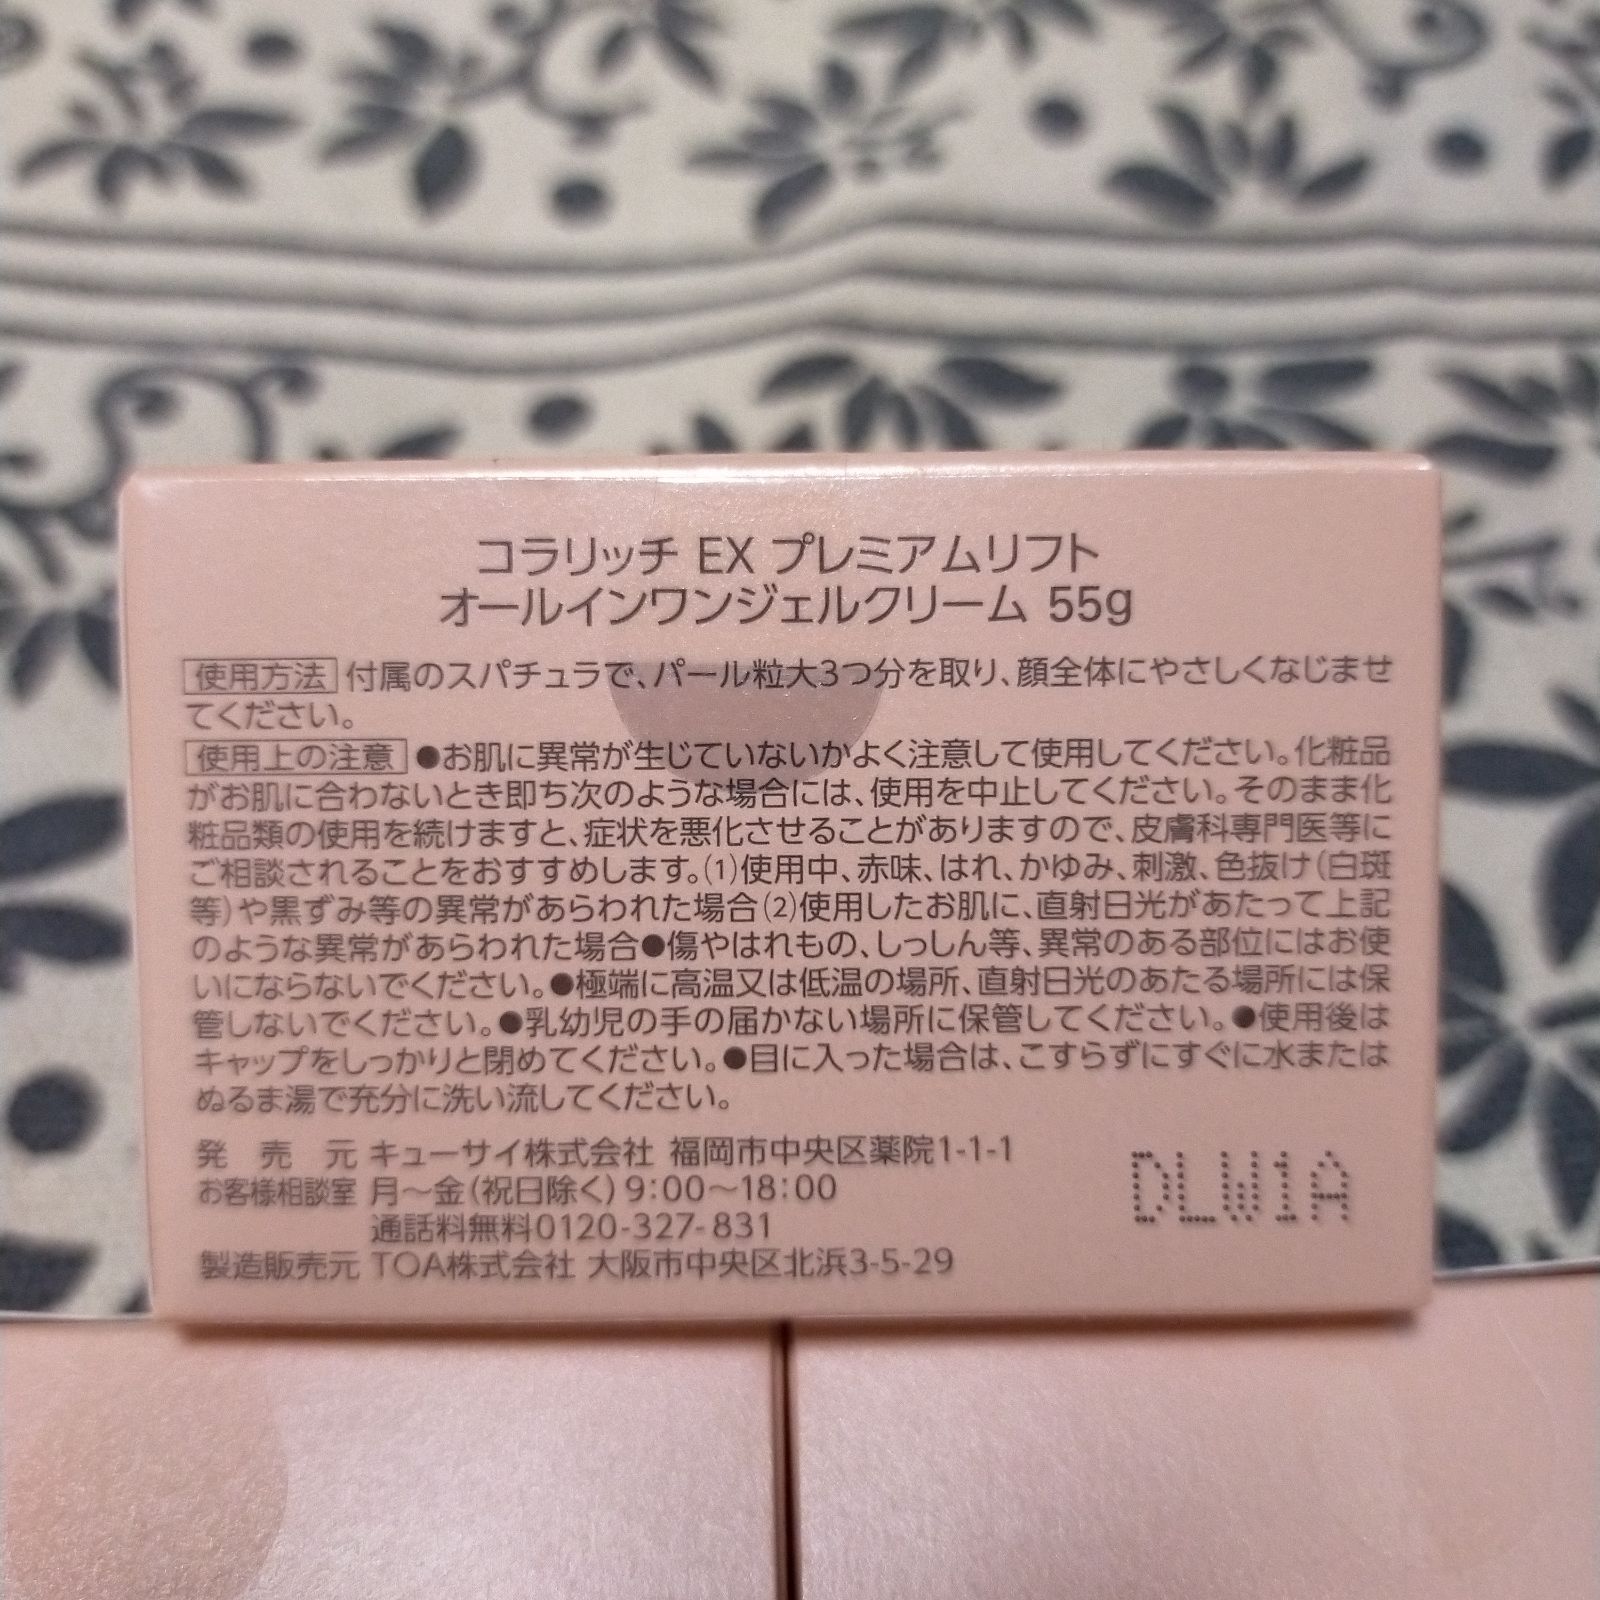 コラリッチ EX プレミアムリフト
オールインワンジェルクリーム 55g
使用方法 付属のスパチュラで、パール粒大3つ分を取り、顔全体にやさしくなじませ
てください。
使用上の注意 ●お肌に異常が生じていないかよく注意して使用してください。化粧品
がお肌に合わないとき即ち次のような場合には、使用を中止してください。そのまま化
粧品類の使用を続けますと、症状を悪化させることがありますので、皮膚科専門医等に
ご相談されることをおすすめします。(1)使用中、赤味、はれ、かゆみ、刺激、色抜け(白斑
等)や黒ずみ等の異常があらわれた場合(2)使用したお肌に、直射日光があたって上記
のような異常があらわれた場合●傷やはれもの、しっしん等、異常のある部位にはお使
いにならないでください。●極端に高温又は低温の場所、直射日光のあたる場所には保
管しないでください。●乳幼児の手の届かない場所に保管してください。●使用後は
キャップをしっかりと閉めてください。●目に入った場合は、こすらずにすぐに水または
ぬるま湯で充分に洗い流してください。
発売元 キューサイ株式会社 福岡市中央区薬院1-1-1
お客様相談室 月～金(祝日除く)9:00～18:00
通話料無料0120-327-831
製造販売元 TOA株式会社 大阪市中央区北浜3-5-29
DLW1A